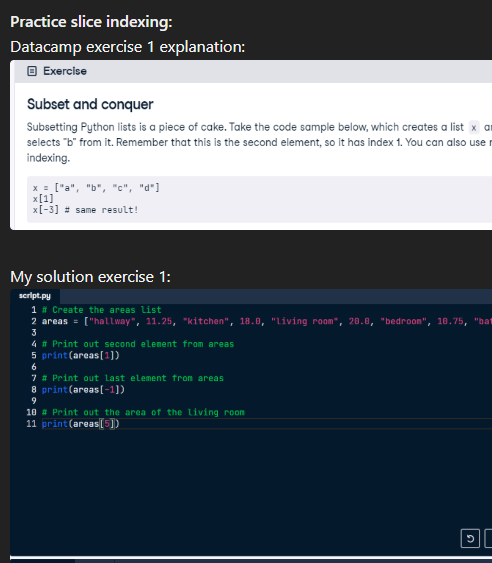 Practice slice indexing:
Datacamp exercise 1 explanation:
Exercise
Subset and conquer
Subsetting Python lists is a piece of cake. Take the code sample below, which creates a list x
selects "b" from it. Remember that this is the second element, so it has index 1. You can also use
indexing.
x = ["a", "b", "c", "d"]
x[1]
x[-3] # same result!
My solution exercise 1:
script.py
1 # Create the areas list
2 areas = ["hallway", 11.25, "kitchen", 18.0, "living room", 20.0, "bedroom", 10.75,
3
4 # Print out second element from areas
5 print(areas[1])
6
7 # Print out last element from areas
8 print(areas[-1])
9
10 # Print out the area of the living room
11 print(areas[5])